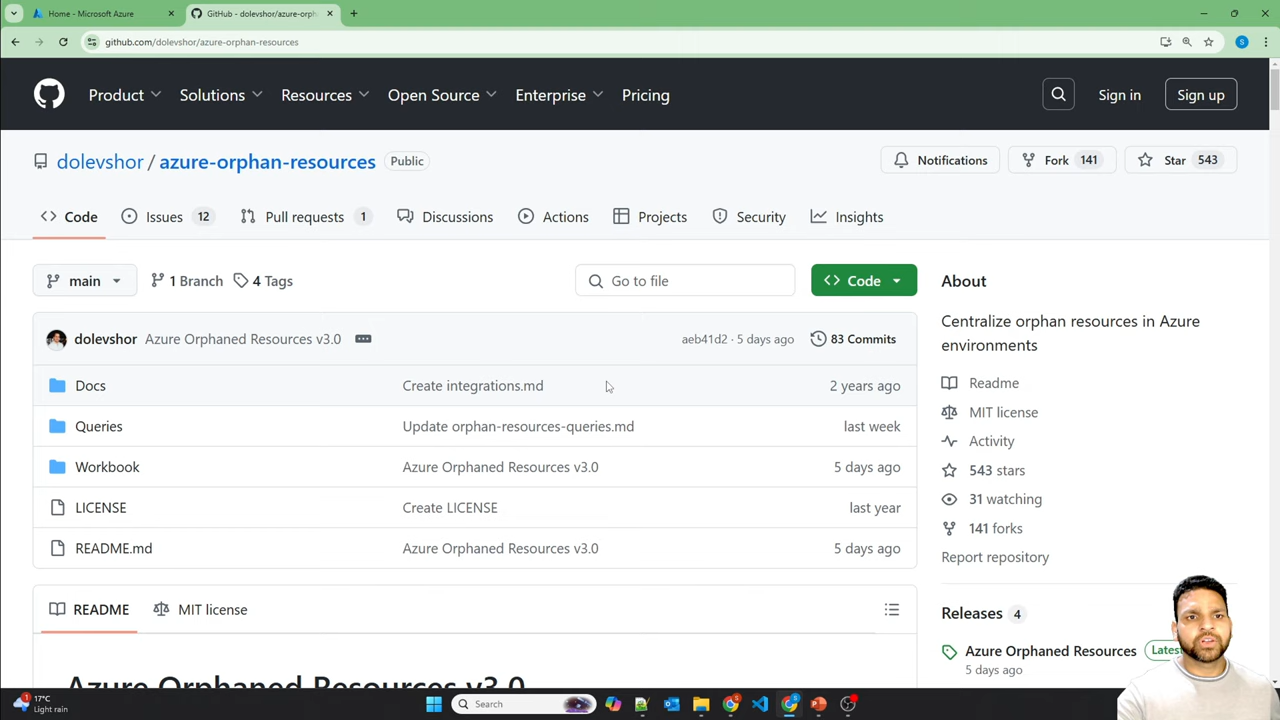 Home - Microsoft Azure
GitHub - dolevshor/azure-orph
github.com/dolevshor/azure-orphan-resources
S
Product
Solutions
Resources
Open Source
Enterprise
Pricing
Sign in
Sign up
dolevshor / azure-orphan-resources Public
Notifications
Fork 141
Star 543
<> Code
Issues 12
Pull requests 1
Discussions
Actions
Projects
Security
Insights
main
1 Branch
4 Tags
Go to file
<> Code
dolevshor Azure Orphaned Resources v3.0
aeb41d2 · 5 days ago
83 Commits
Docs Create integrations.md 2 years ago
Queries Update orphan-resources-queries.md last week
Workbook Azure Orphaned Resources v3.0 5 days ago
LICENSE Create LICENSE last year
README.md Azure Orphaned Resources v3.0 5 days ago
README
MIT license
Azure Orphaned Resources v3.0
About
Centralize orphan resources in Azure
environments
Readme
MIT license
Activity
543 stars
31 watching
141 forks
Report repository
Releases 4
Azure Orphaned Resources
5 days ago
1
17°C
Light rain
Search